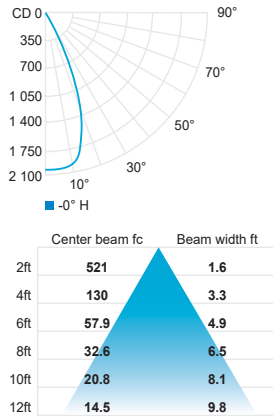 CD 0
90°
350
700
70°
1 050
1 400
50°
1 750
30°
2 100
10°
-0° H
Center beam fc Beam width ft
2ft 521 1.6
4ft 130 3.3
6ft 57.9 4.9
8ft 32.6 6.5
10ft 20.8 8.1
12ft 14.5 9.8